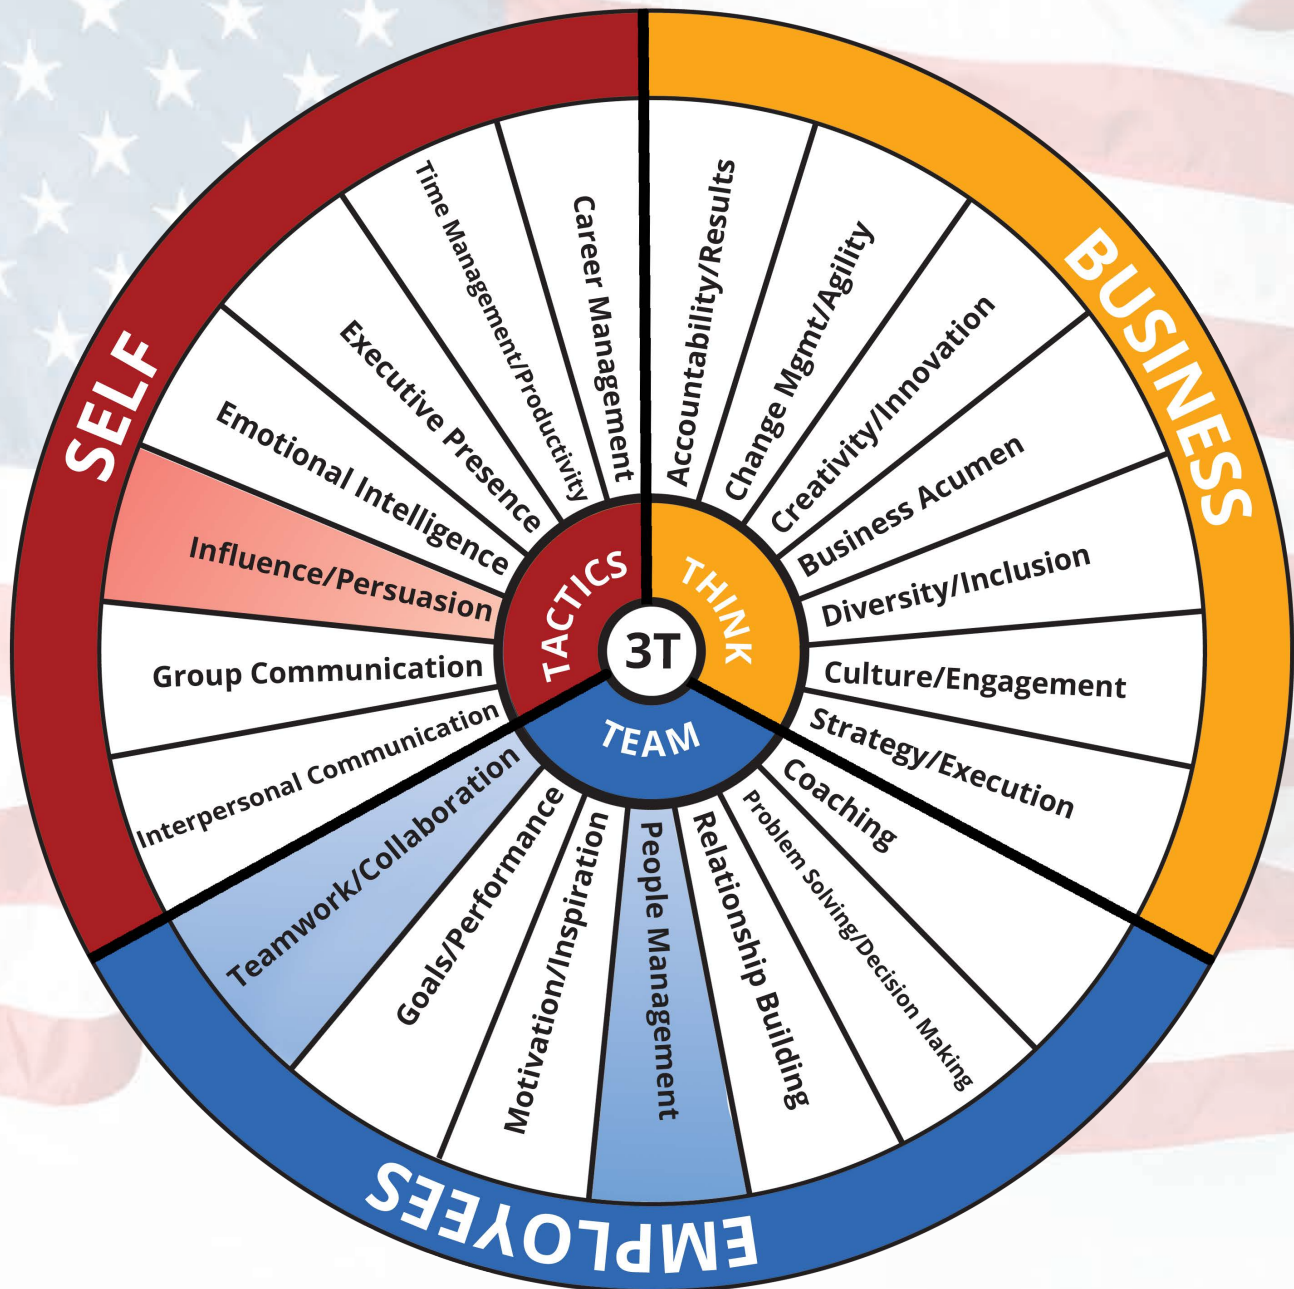 SELF
BUSINESS
EMPLOYEES
TACTICS
THINK
TEAM
3T
Accountability/Results
Change Mgmt/Agility
Creativity/Innovation
Business Acumen
Diversity/Inclusion
Culture/Engagement
Strategy/Execution
Coaching
Problem Solving/Decision Making
Relationship Building
People Management
Motivation/Inspiration
Goals/Performance
Teamwork/Collaboration
Interpersonal Communication
Group Communication
Influence/Persuasion
Emotional Intelligence
Executive Presence
Time Management/Productivity
Career Management